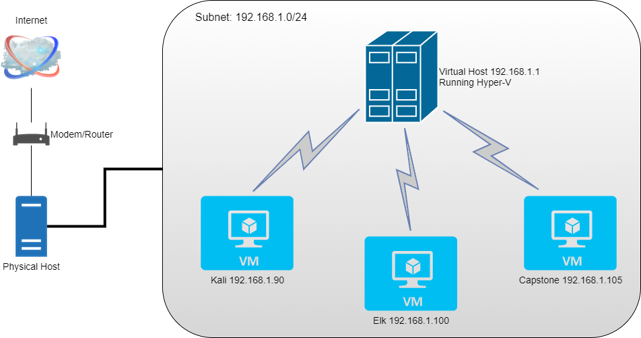 Internet
Modem/Router
Physical Host
Subnet: 192.168.1.0/24
Virtual Host 192.168.1.1
Running Hyper-V
VM
Kali 192.168.1.90
VM
Elk 192.168.1.100
VM
Capstone 192.168.1.105